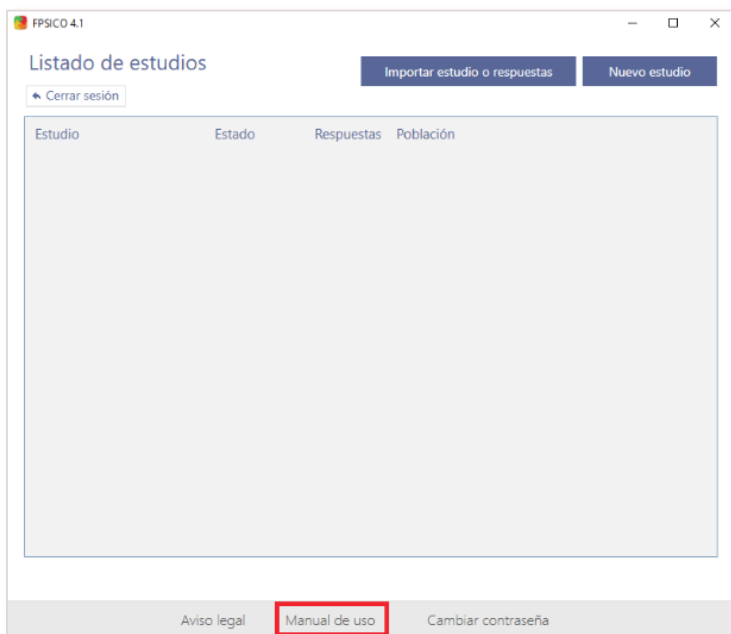 FPSICO 4.1
Listado de estudios
Importar estudio o respuestas
Nuevo estudio
Cerrar sesión
Estudio Estado Respuestas Población
Aviso legal Manual de uso Cambiar contraseña